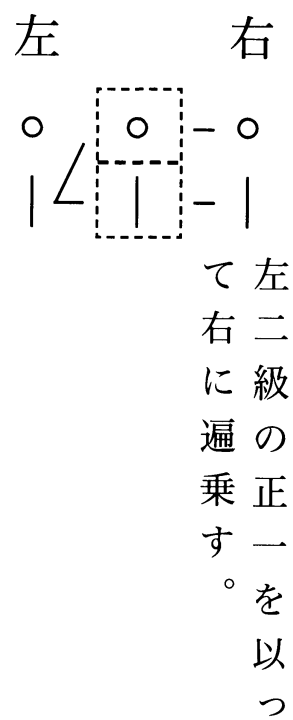 左 右
左二級の正一を以っ
て右に遍乗す。